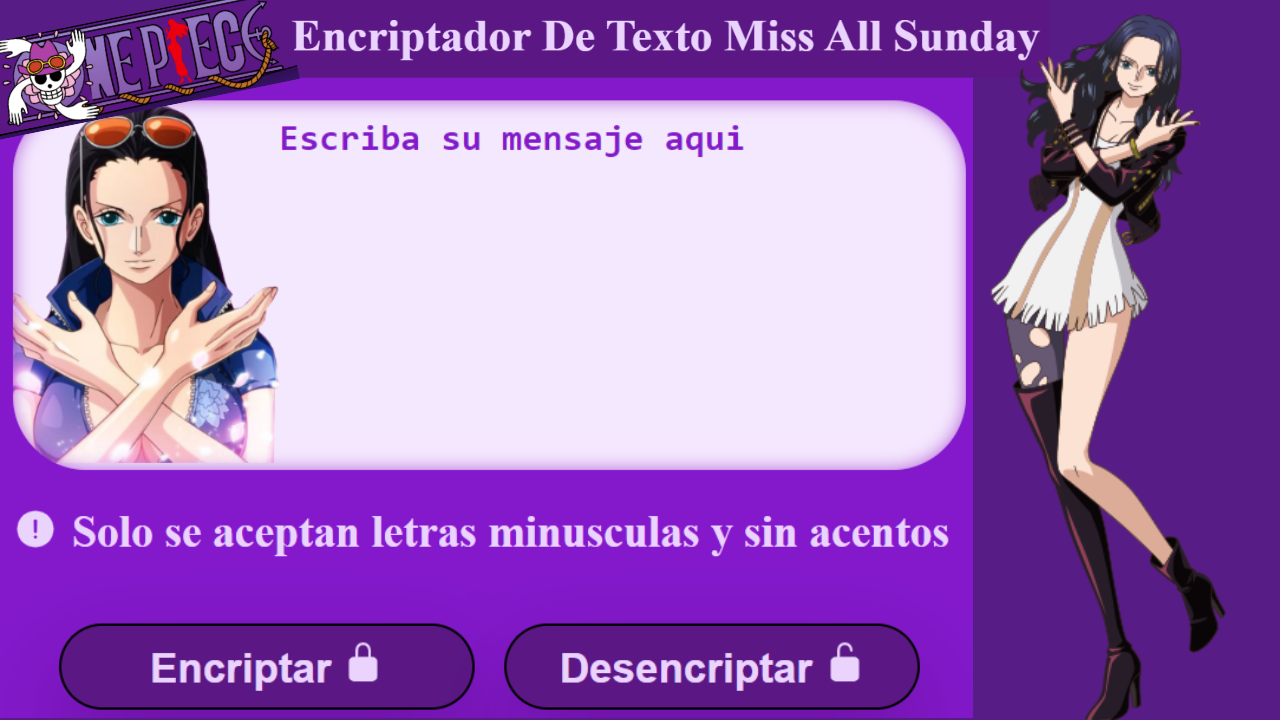 ONE PIECE
Encriptador De Texto Miss All Sunday
Escriba su mensaje aqui
! Solo se aceptan letras minusculas y sin acentos
Encriptar
Desencriptar